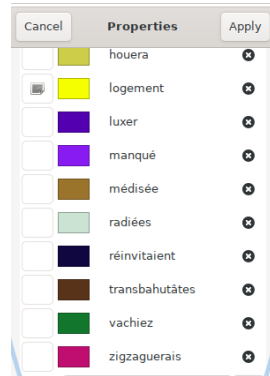 Cancel Properties Apply
houera
logement
luxer
manqué
médisée
radiées
réinvitaient
transbahutâtes
vachiez
zigzaguerais